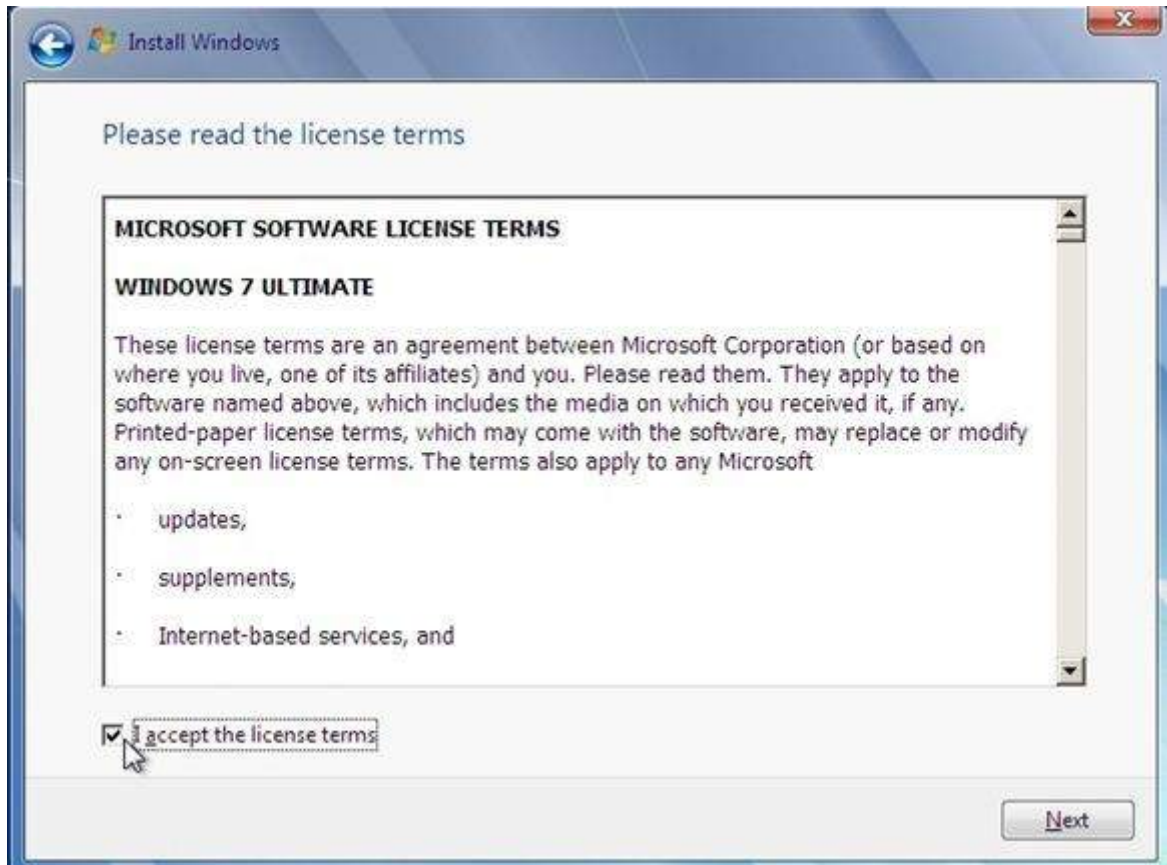 Install Windows
Please read the license terms
MICROSOFT SOFTWARE LICENSE TERMS
WINDOWS 7 ULTIMATE
These license terms are an agreement between Microsoft Corporation (or based on
where you live, one of its affiliates) and you. Please read them. They apply to the
software named above, which includes the media on which you received it, if any.
Printed-paper license terms, which may come with the software, may replace or modify
any on-screen license terms. The terms also apply to any Microsoft
· updates,
· supplements,
· Internet-based services, and
I accept the license terms
Next